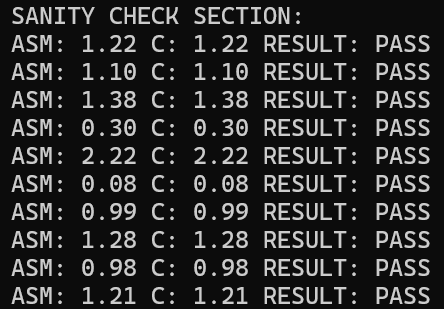 SANITY CHECK SECTION:
ASM: 1.22 C: 1.22 RESULT: PASS
ASM: 1.10 C: 1.10 RESULT: PASS
ASM: 1.38 C: 1.38 RESULT: PASS
ASM: 0.30 C: 0.30 RESULT: PASS
ASM: 2.22 C: 2.22 RESULT: PASS
ASM: 0.08 C: 0.08 RESULT: PASS
ASM: 0.99 C: 0.99 RESULT: PASS
ASM: 1.28 C: 1.28 RESULT: PASS
ASM: 0.98 C: 0.98 RESULT: PASS
ASM: 1.21 C: 1.21 RESULT: PASS